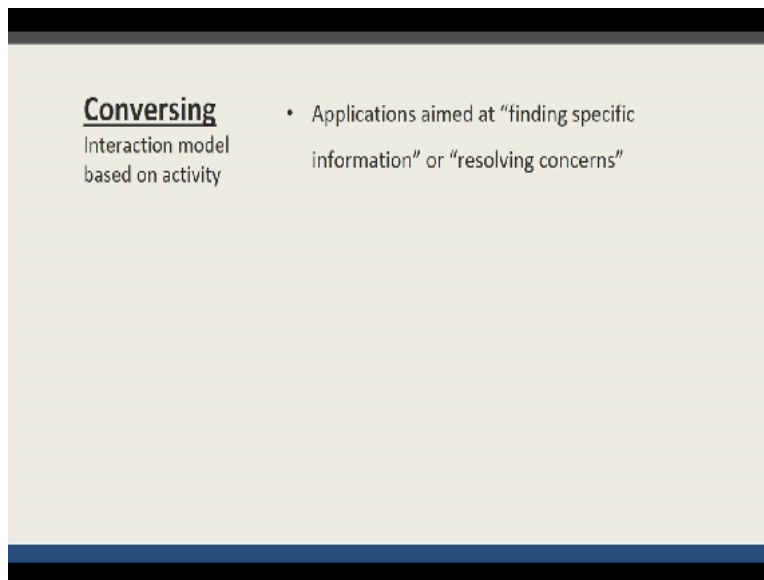 Conversing
Interaction model
based on activity
• Applications aimed at “finding specific
information” or “resolving concerns”